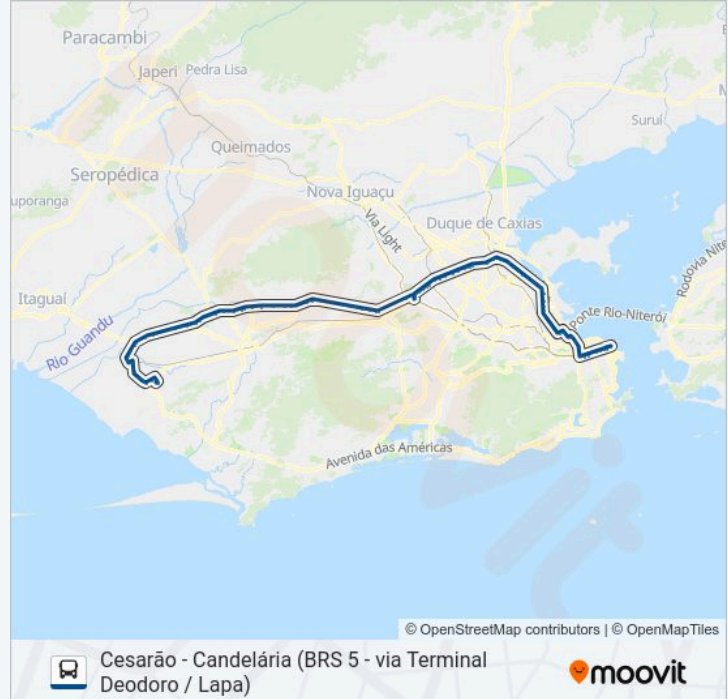 Paracambi
Japeri
Pedra Lisa
Suruí
Queimados
Seropédica
Nova Iguaçu
uporanga
Via Light
Duque de Caxias
Rodovia Nite
Itaguaí
Rio Guandu
Ponte Rio-Niterói
Avenida das Américas
© OpenStreetMap contributors | © OpenMapTiles
Cesarão - Candelária (BRS 5 - via Terminal
Deodoro / Lapa)
moovit